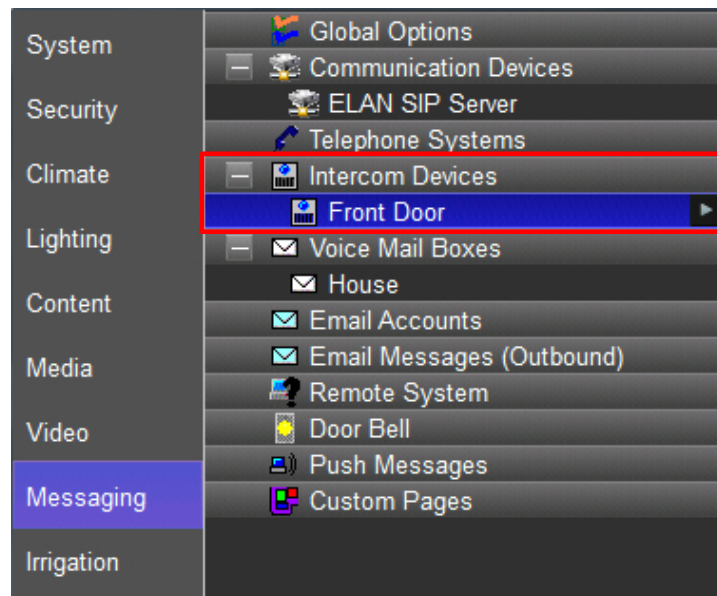 System
Security
Climate
Lighting
Content
Media
Video
Messaging
Irrigation
Global Options
Communication Devices
ELAN SIP Server
Telephone Systems
Intercom Devices
Front Door
Voice Mail Boxes
House
Email Accounts
Email Messages (Outbound)
Remote System
Door Bell
Push Messages
Custom Pages